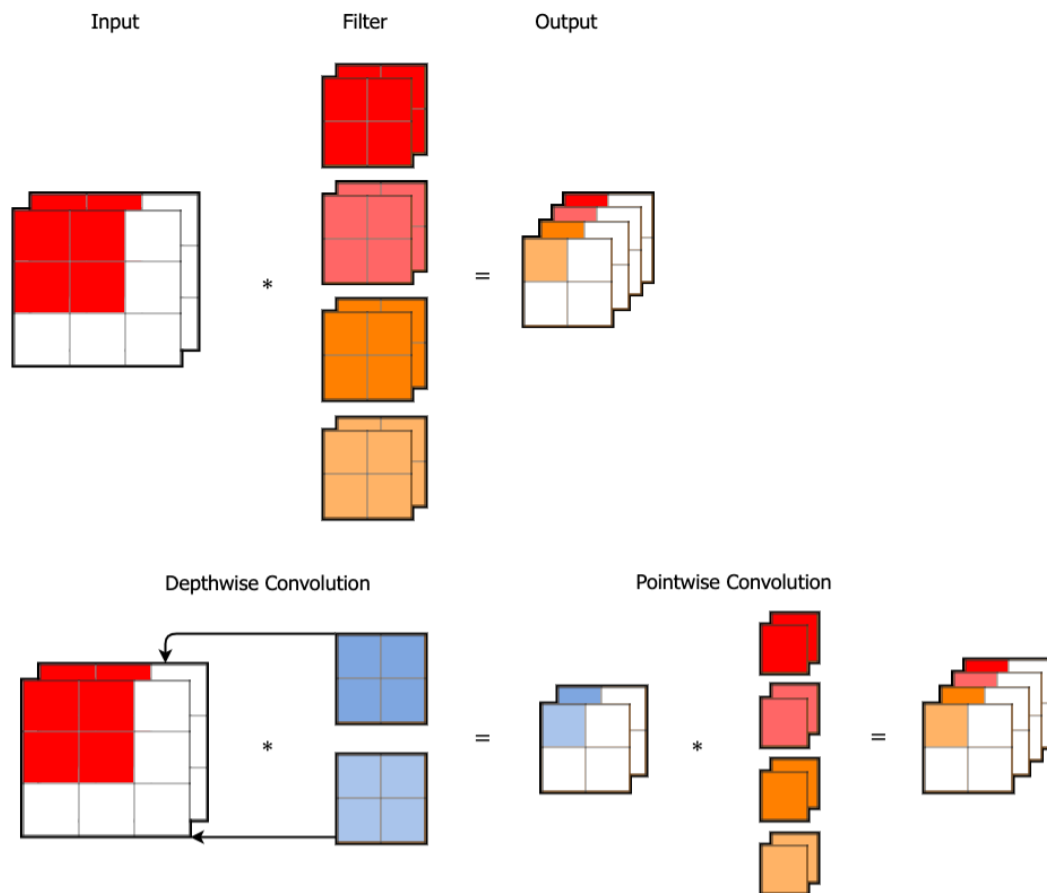 Input Filter Output
* =
Depthwise Convolution Pointwise Convolution
* = * =